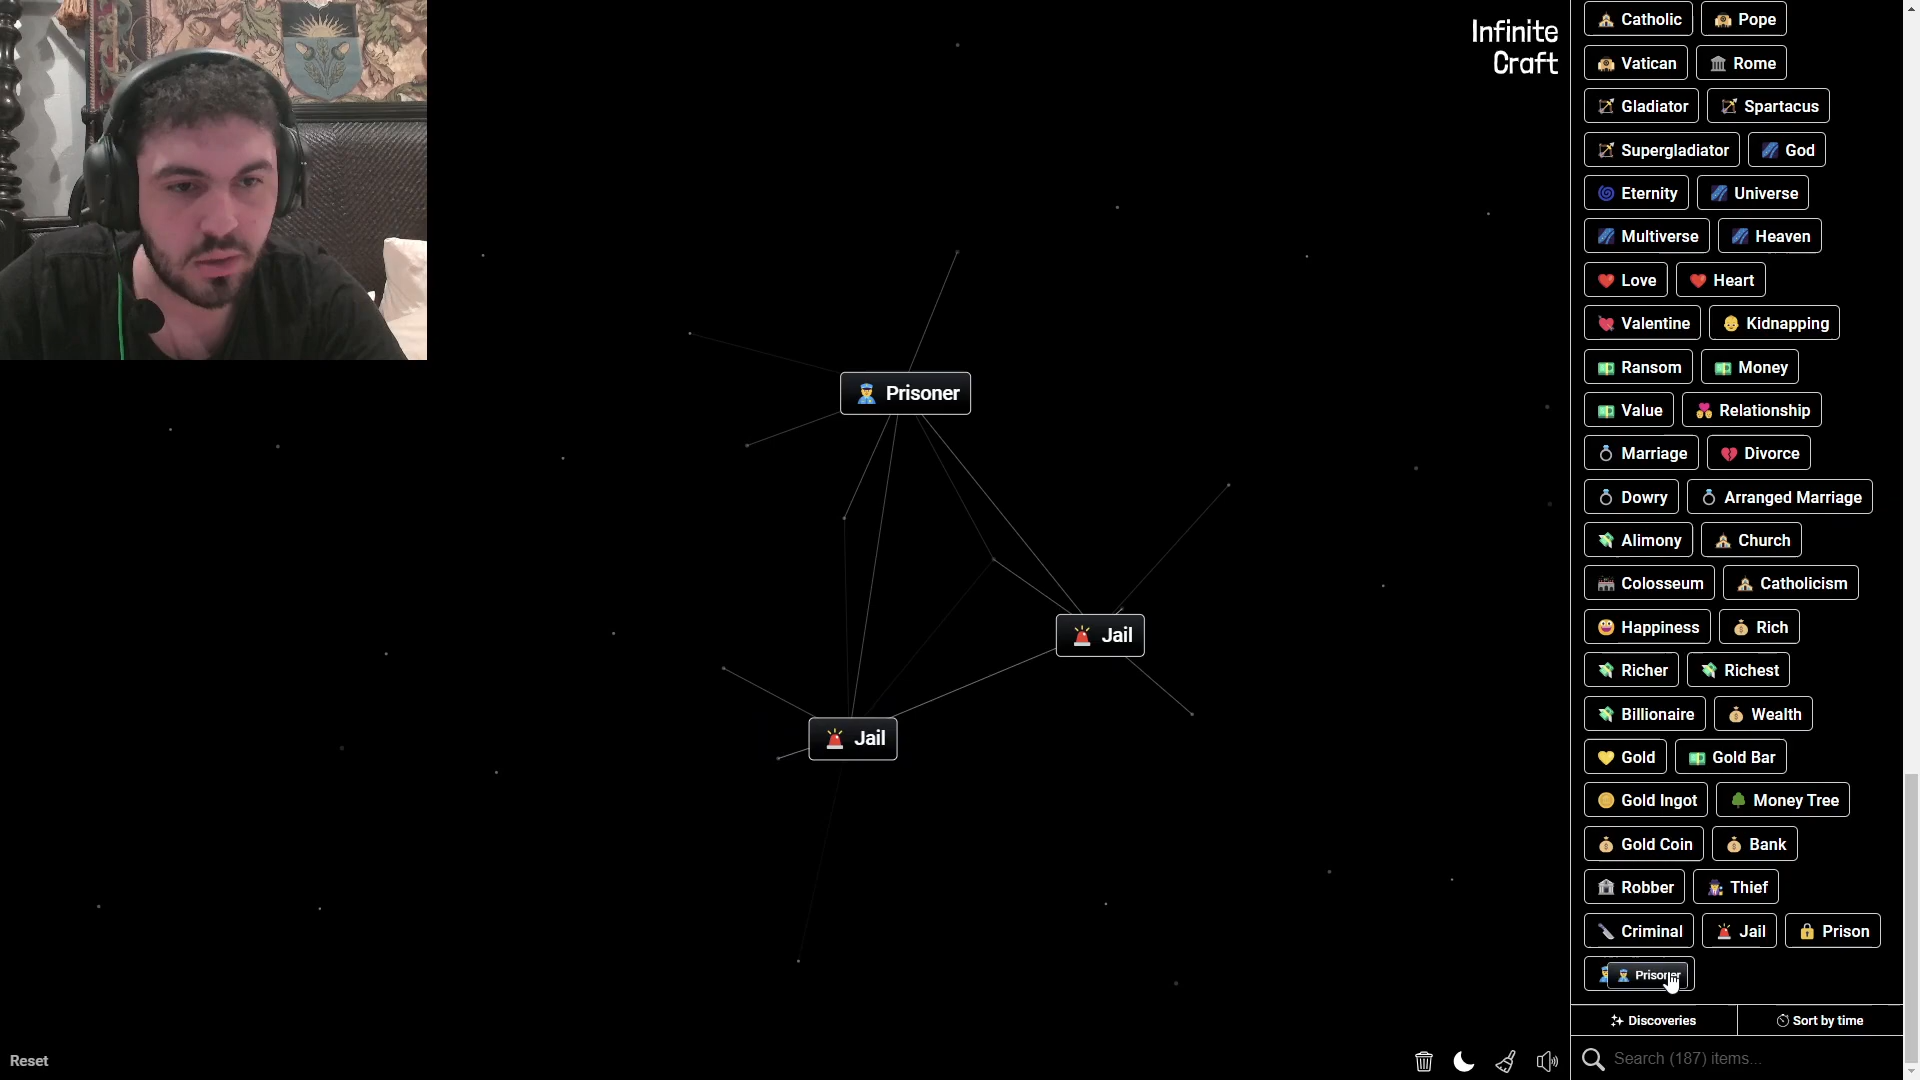 Infinite
Craft
Prisoner
Jail
Jail
Reset
Catholic Pope
Vatican Rome
Gladiator Spartacus
Supergladiator God
Eternity Universe
Multiverse Heaven
Love Heart
Valentine Kidnapping
Ransom Money
Value Relationship
Marriage Divorce
Dowry Arranged Marriage
Alimony Church
Colosseum Catholicism
Happiness Rich
Richer Richest
Billionaire Wealth
Gold Gold Bar
Gold Ingot Money Tree
Gold Coin Bank
Robber Thief
Criminal Jail Prison
Prisoner
Discoveries Sort by time
Search (187) items...